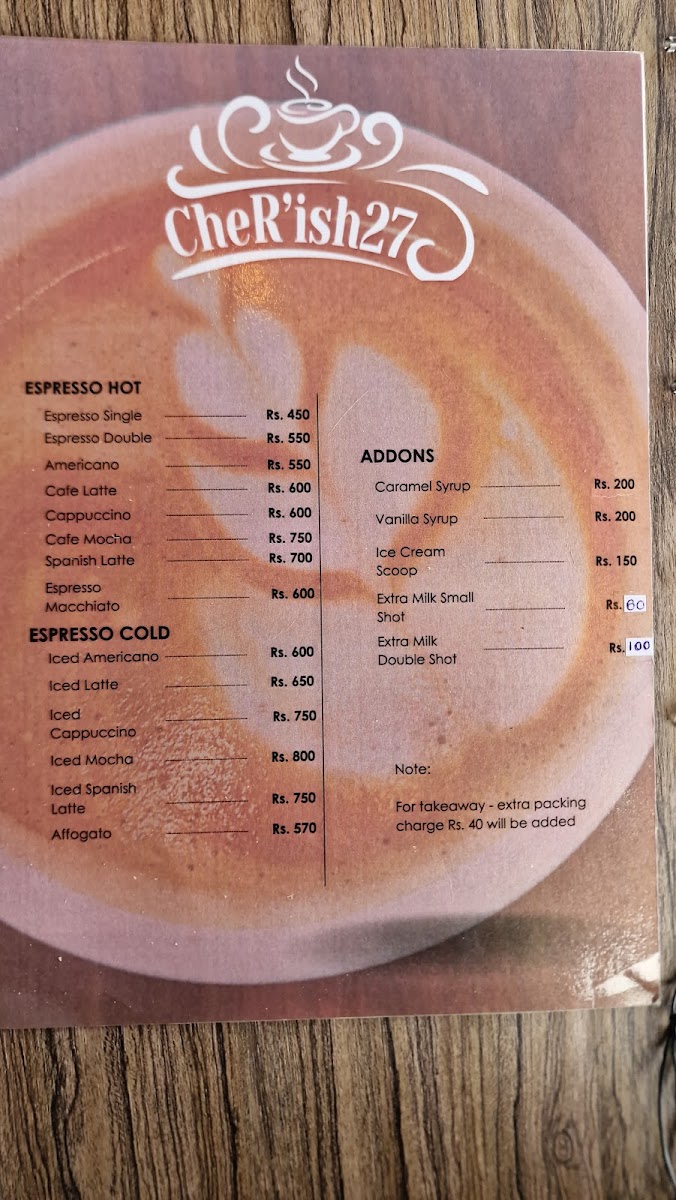 CheR'ish27
ESPRESSO HOT
Espresso Single Rs. 450
Espresso Double Rs. 550
Americano Rs. 550
Cafe Latte Rs. 600
Cappuccino Rs. 600
Cafe Mocha Rs. 750
Spanish Latte Rs. 700
Espresso
Macchiato Rs. 600
ESPRESSO COLD
Iced Americano Rs. 600
Iced Latte Rs. 650
Iced
Cappuccino Rs. 750
Iced Mocha Rs. 800
Iced Spanish
Latte Rs. 750
Affogato Rs. 570
ADDONS
Caramel Syrup Rs. 200
Vanilla Syrup Rs. 200
Ice Cream
Scoop Rs. 150
Extra Milk Small
Shot Rs. 60
Extra Milk
Double Shot Rs. 100
Note:
For takeaway - extra packing
charge Rs. 40 will be added